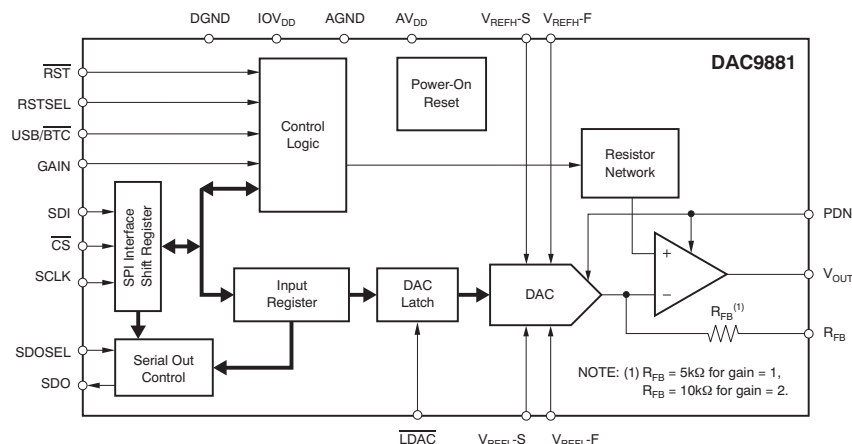 DGND IOVDD AGND AVDD VREFH-S VREFH-F
DAC9881
RST
RSTSEL
USB/BTC
GAIN
SDI
CS
SCLK
SDOSEL
SDO
Control
Logic
Power-On
Reset
Resistor
Network
SPI Interface
Shift Register
Input
Register
DAC
Latch
DAC
Serial Out
Control
+
−
PDN
VOUT
RFB(1)
RFB
NOTE: (1) RFB = 5kΩ for gain = 1,
RFB = 10kΩ for gain = 2.
LDAC VREFL-S VREFL-F